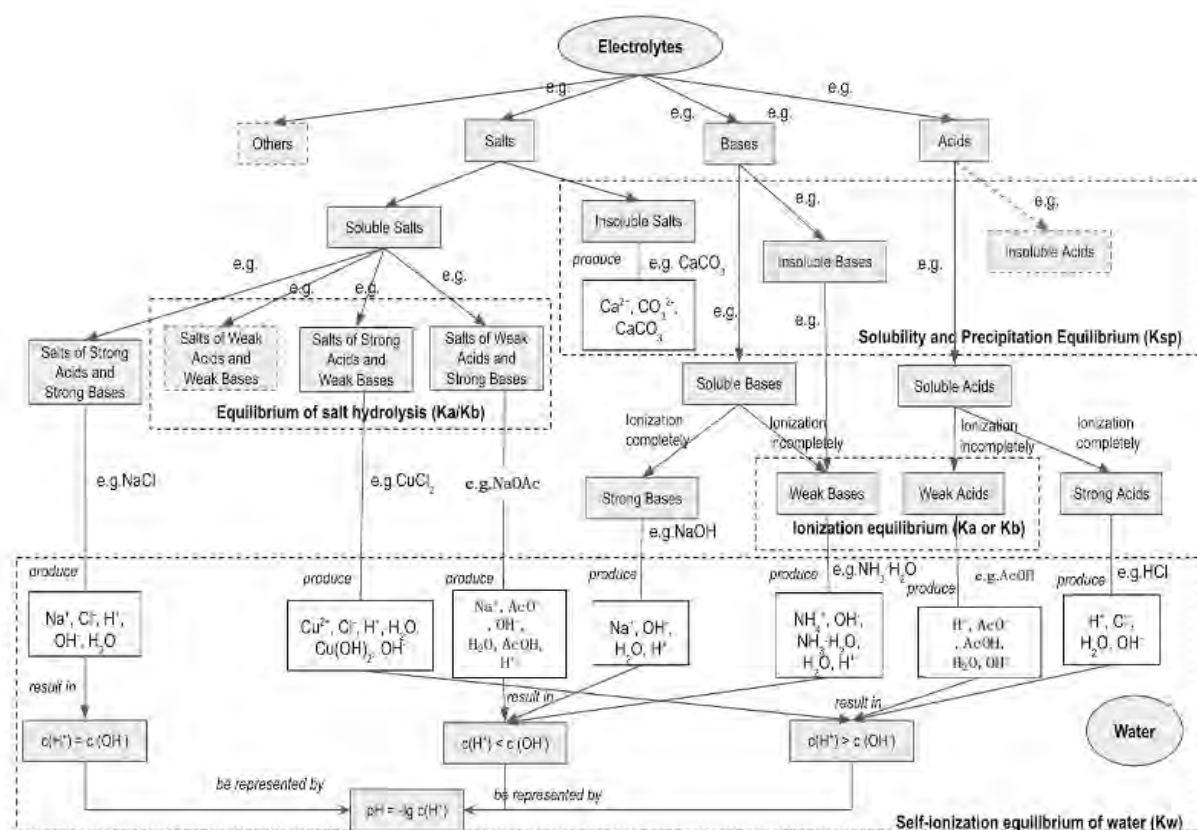 Electrolytes
e.g.
e.g.
e.g.
e.g.
e.g.
Others
Salts
Bases
Acids
Soluble Salts
Insoluble Salts
e.g.
e.g.
produce
e.g. CaCO₃
Insoluble Bases
Insoluble Acids
e.g.
e.g.
e.g.
e.g.
e.g.
Ca²⁺, CO₃²⁻,
CaCO₃
e.g.
e.g.
Solubility and Precipitation Equilibrium (Ksp)
Salts of Strong
Acids and
Strong Bases
Salts of Weak
Acids and
Weak Bases
Salts of Strong
Acids and
Weak Bases
Salts of Weak
Acids and
Strong Bases
Equilibrium of salt hydrolysis (Ka/Kb)
Soluble Bases
Soluble Acids
Ionization
completely
Ionization
incompletely
Ionization
incompletely
Ionization
completely
e.g.NaCl
e.g.CuCl₂
e.g.NaOAc
Strong Bases
Weak Bases
Weak Acids
Strong Acids
e.g.NaOH
Ionization equilibrium (Ka or Kb)
produce
produce
produce
produce
produce
e.g.NH₃·H₂O
produce
e.g.AcOH
produce
e.g.HCl
Na⁺, Cl⁻, H⁺,
OH⁻, H₂O
Cu²⁺, Cl⁻, H⁺, H₂O,
Cu(OH)₂, OH⁻
Na⁺, AcO⁻
, OH⁻,
H₂O, AcOH,
H⁺
Na⁺, OH⁻,
H₂O, H⁺
NH₄⁺, OH⁻,
NH₃·H₂O,
H₂O, H⁺
H⁺, AcO⁻
, AcOH,
H₂O, OH⁻
H⁺, Cl⁻,
H₂O, OH⁻
result in
result in
result in
c(H⁺) = c (OH⁻)
c(H⁺) < c (OH⁻)
c(H⁺) > c (OH⁻)
Water
be represented by
be represented by
pH = -lg c(H⁺)
Self-ionization equilibrium of water (Kw)